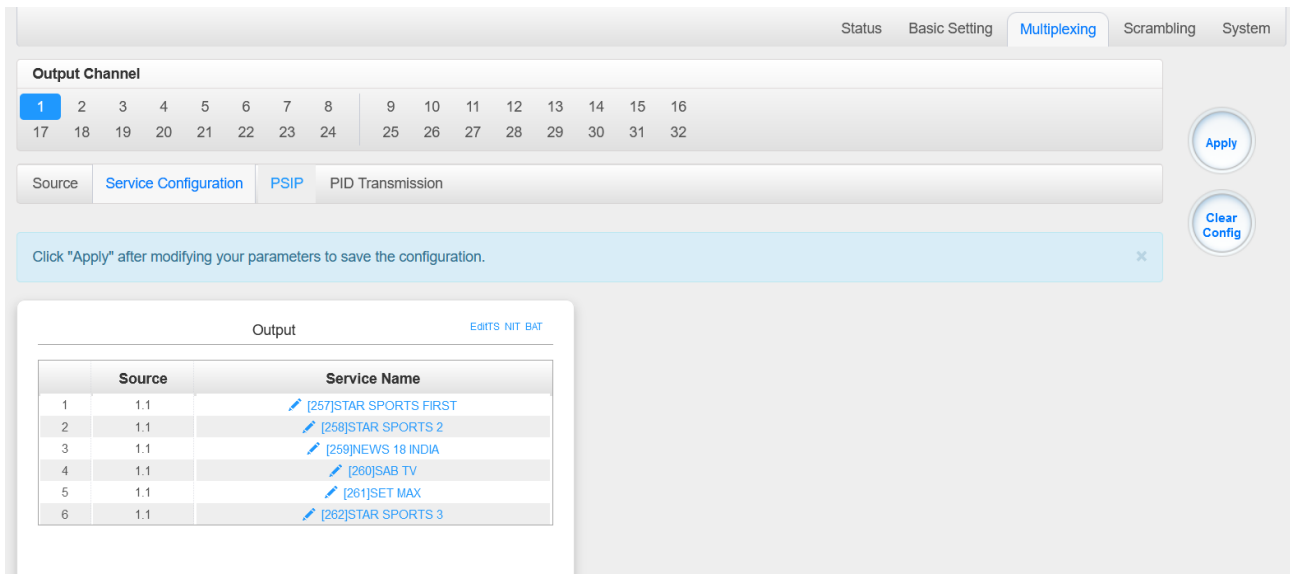 Status Basic Setting Multiplexing Scrambling System
Output Channel
1 2 3 4 5 6 7 8 9 10 11 12 13 14 15 16
17 18 19 20 21 22 23 24 25 26 27 28 29 30 31 32
Apply
Source Service Configuration PSIP PID Transmission
Clear
Config
Click "Apply" after modifying your parameters to save the configuration. ×
Output EditTS NIT BAT
Source Service Name
1 1.1 [257]STAR SPORTS FIRST
2 1.1 [258]STAR SPORTS 2
3 1.1 [259]NEWS 18 INDIA
4 1.1 [260]SAB TV
5 1.1 [261]SET MAX
6 1.1 [262]STAR SPORTS 3